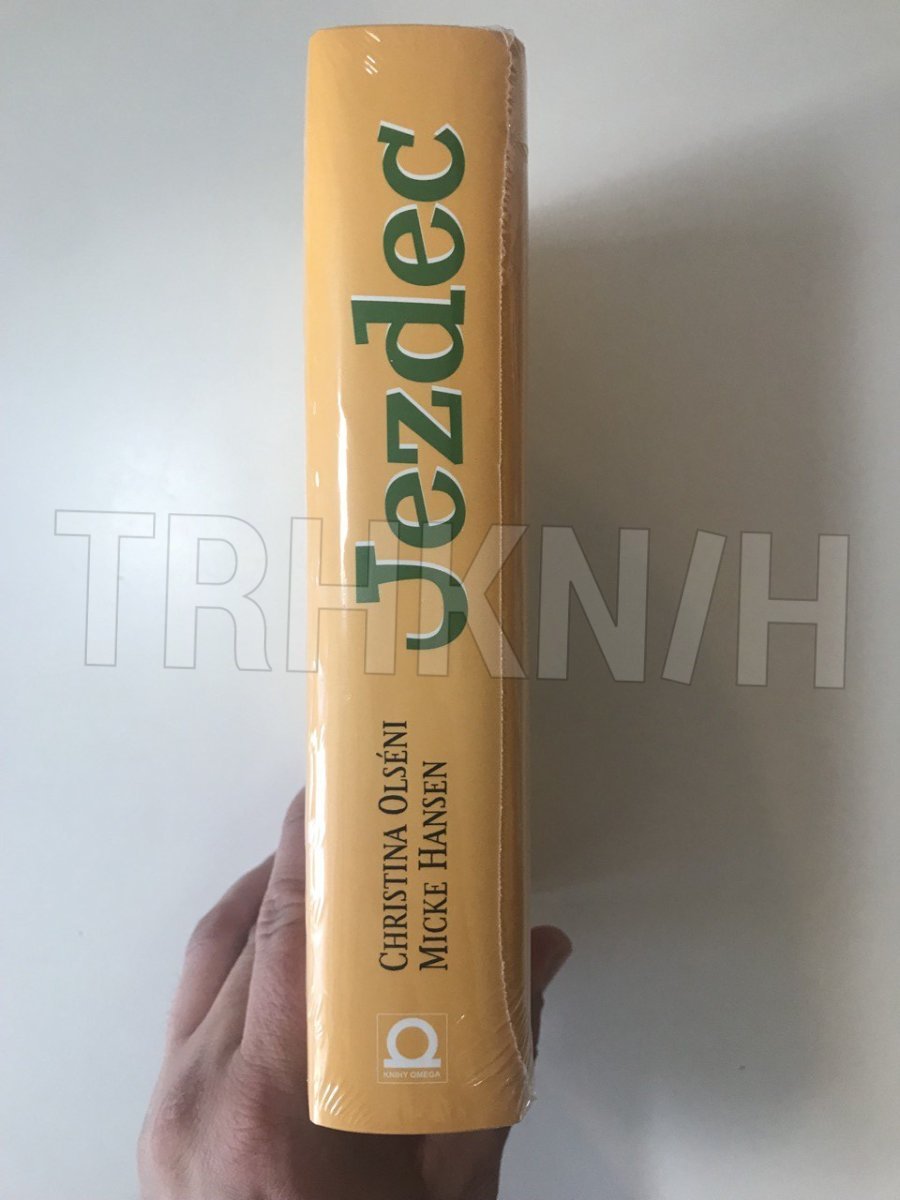 Jezdec
CHRISTINA OLSÉNI
MICKE HANSEN
KNIHY OMEGA
TRHKNIH